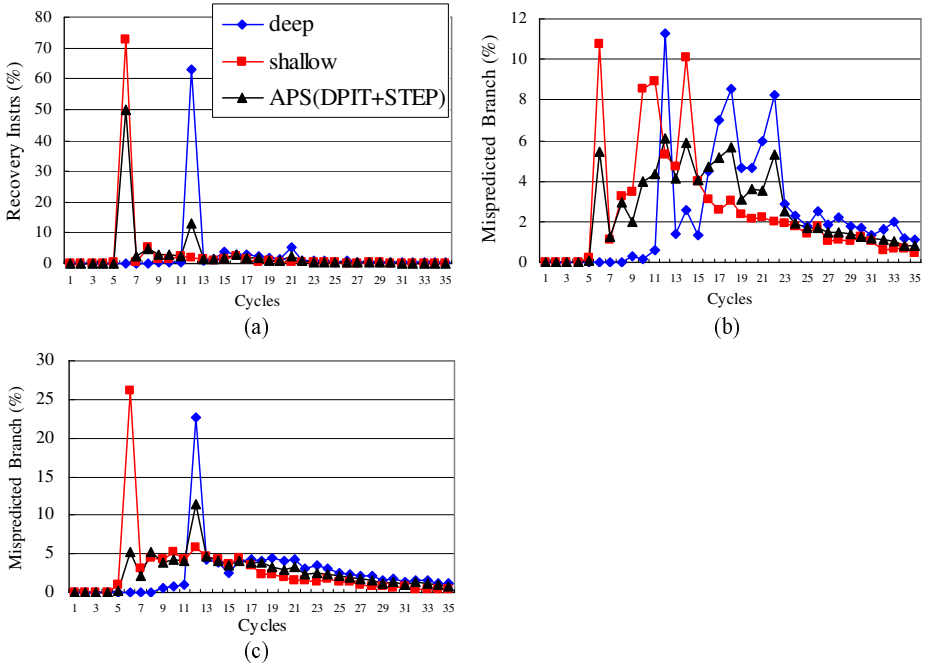 (a)
Recovery Instrs (%)
80
70
60
50
40
30
20
10
0
1 3 5 7 9 11 13 15 17 19 21 23 25 27 29 31 33 35
Cycles
deep
shallow
APS(DPIT+STEP)
(b)
Mispredicted Branch (%)
12
10
8
6
4
2
0
1 3 5 7 9 11 13 15 17 19 21 23 25 27 29 31 33 35
Cycles
(c)
Mispredicted Branch (%)
30
25
20
15
10
5
0
1 3 5 7 9 11 13 15 17 19 21 23 25 27 29 31 33 35
Cycles